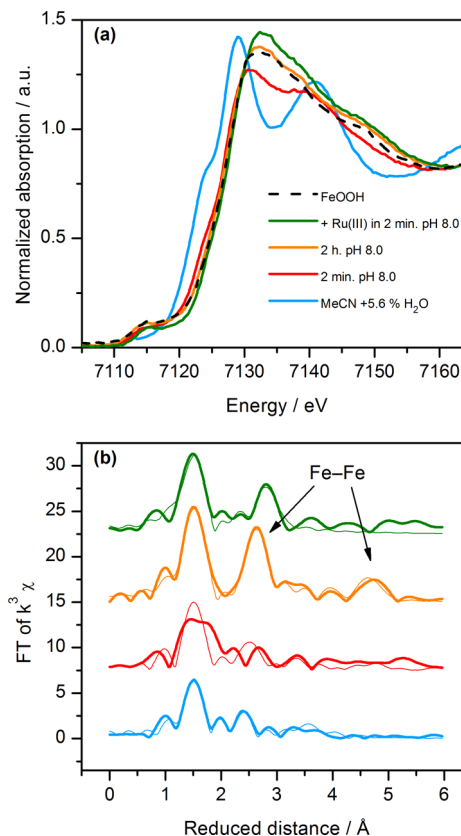 (a)
1.5
1.0
0.5
0.0
Normalized absorption / a.u.
FeOOH
+ Ru(III) in 2 min. pH 8.0
2 h. pH 8.0
2 min. pH 8.0
MeCN +5.6 % H₂O
7110 7120 7130 7140 7150 7160
Energy / eV
(b)
Fe–Fe
30
25
20
15
10
5
0
FT of k³ χ
0 1 2 3 4 5 6
Reduced distance / Å